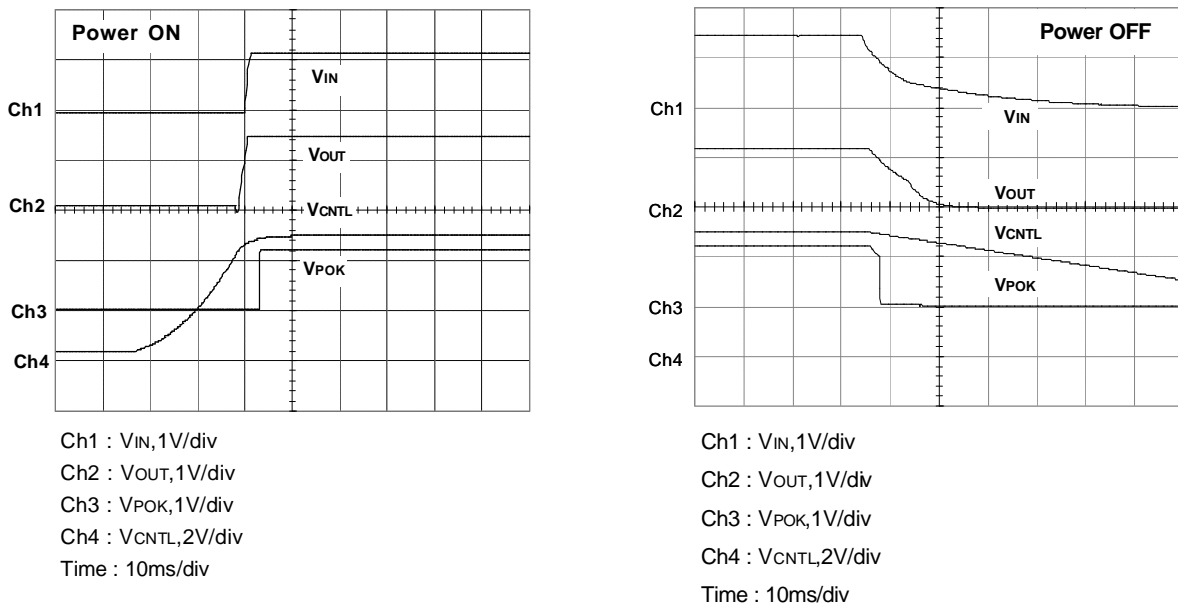 Power ON
VIN
Ch1
VOUT
Ch2
VCNTL
VPOK
Ch3
Ch4
Ch1 : VIN,1V/div
Ch2 : VOUT,1V/div
Ch3 : VPOK,1V/div
Ch4 : VCNTL,2V/div
Time : 10ms/div
Power OFF
Ch1
VIN
VOUT
Ch2
VCNTL
VPOK
Ch3
Ch4
Ch1 : VIN,1V/div
Ch2 : VOUT,1V/div
Ch3 : VPOK,1V/div
Ch4 : VCNTL,2V/div
Time : 10ms/div